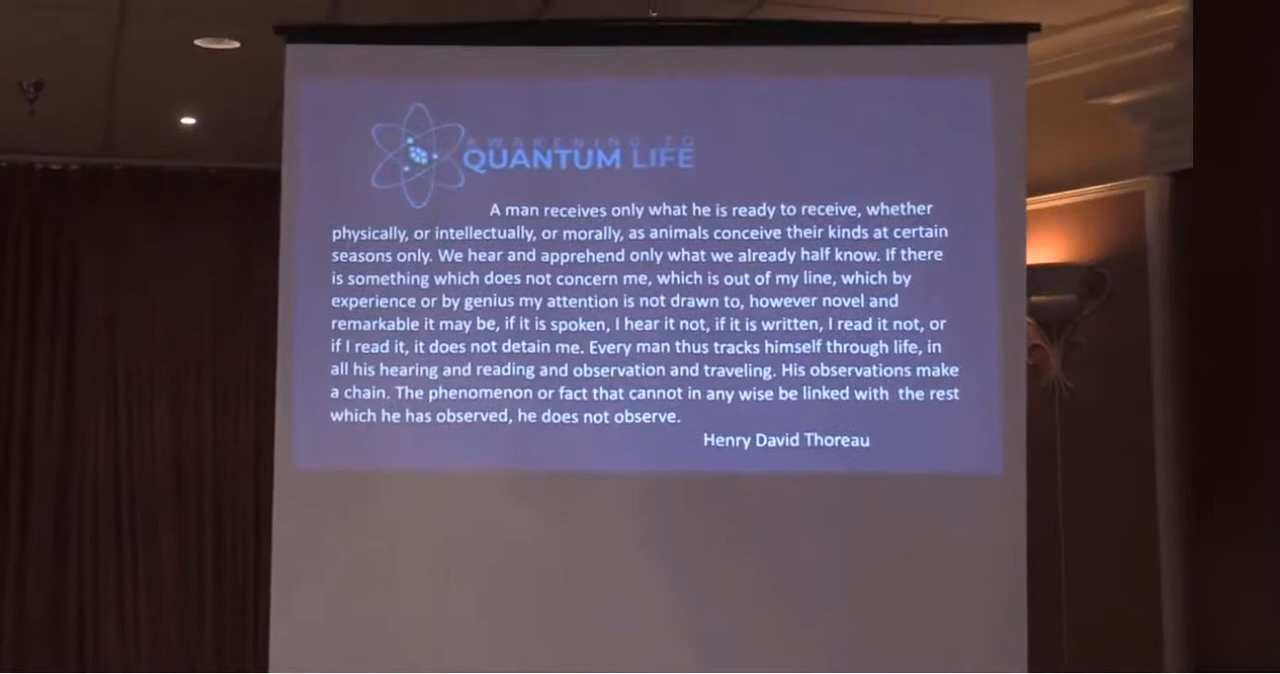 AWAKENING TO
QUANTUM LIFE
A man receives only what he is ready to receive, whether
physically, or intellectually, or morally, as animals conceive their kinds at certain
seasons only. We hear and apprehend only what we already half know. If there
is something which does not concern me, which is out of my line, which by
experience or by genius my attention is not drawn to, however novel and
remarkable it may be, if it is spoken, I hear it not, if it is written, I read it not, or
if I read it, it does not detain me. Every man thus tracks himself through life, in
all his hearing and reading and observation and traveling. His observations make
a chain. The phenomenon or fact that cannot in any wise be linked with the rest
which he has observed, he does not observe.
Henry David Thoreau